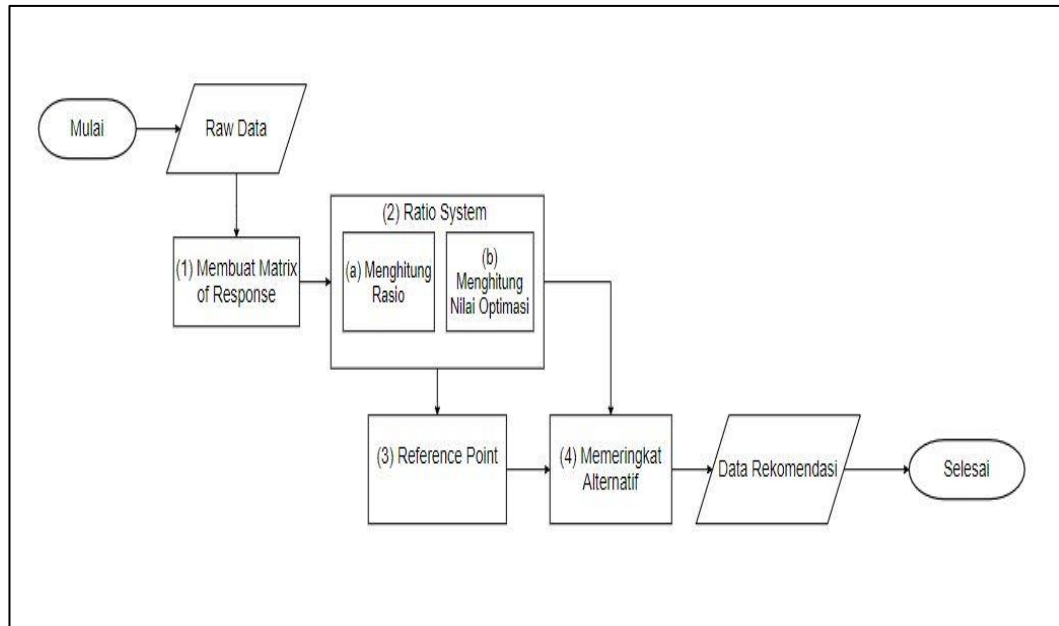 Mulai
Raw Data
(1) Membuat Matrix
of Response
(2) Ratio System
(a) Menghitung
Rasio
(b)
Menghitung
Nilai Optimasi
(3) Reference Point
(4) Memeringkat
Alternatif
Data Rekomendasi
Selesai